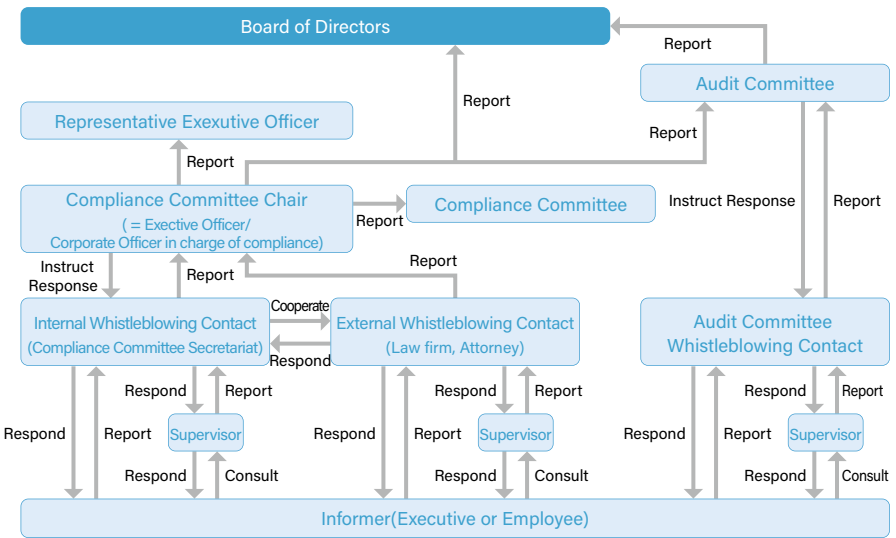 Board of Directors
Report
Audit Committee
Report
Representative Exexutive Officer
Report
Report
Compliance Committee Chair
( = Exective Officer/
Corporate Officer in charge of compliance)
Report
Compliance Committee
Instruct Response
Report
Instruct
Response
Report
Report
Internal Whistleblowing Contact
(Compliance Committee Secretariat)
Cooperate
Respond
External Whistleblowing Contact
(Law firm, Attorney)
Audit Committee
Whistleblowing Contact
Respond
Report
Respond
Report
Supervisor
Respond
Consult
Respond
Report
Respond
Report
Supervisor
Respond
Consult
Respond
Report
Respond
Report
Supervisor
Respond
Consult
Informer(Executive or Employee)